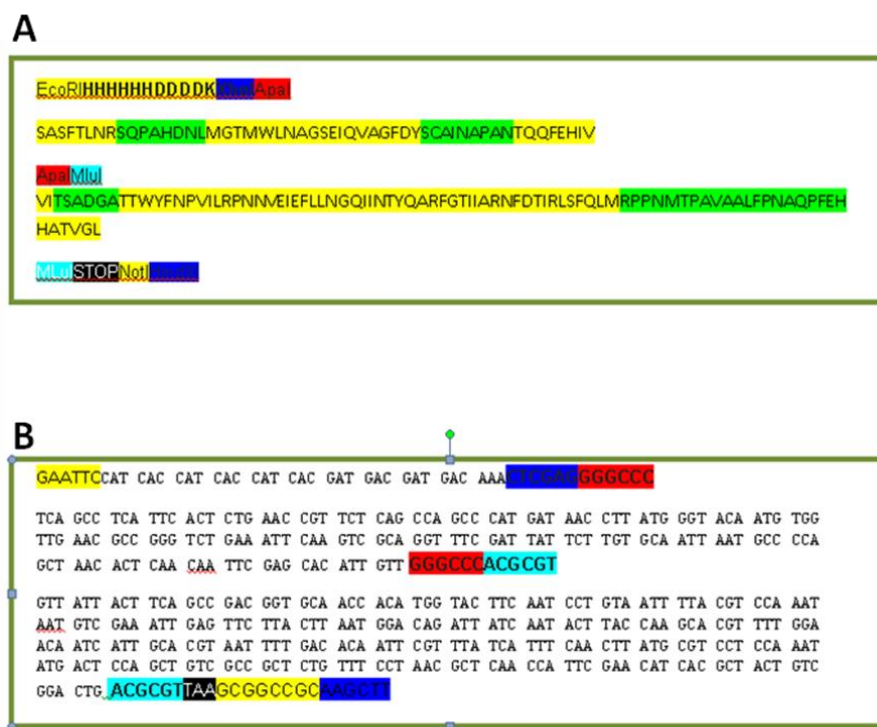 A
EcoRIHHHHHHDDDDKXhoIApaI
SASFTLNRSQPAHDNLMGTMWLNAGSEIQVAGFDYSCAINAPANTQQFEHIV
ApaIMluI
VITSADGATTWYFNPVILRPNNVEIEFLLNGQIINTYQARFGTIIARNFDTIRLSFQLMRPPNMTPAVAALFPNAQPFEH
HATVGL
MLuISTOPNotI
B
GAATTCCAT CAC CAT CAC CAT CAC GAT GAC GAT GAC AAACTCGAGGGGCCC
TCA GCC TCA TTC ACT CTG AAC CGT TCT CAG CCA GCC CAT GAT AAC CTT ATG GGT ACA ATG TGG
TTG AAC GCC GGG TCT GAA ATT CAA GTC GCA GGT TTC GAT TAT TCT TGT GCA ATT AAT GCC CCA
GCT AAC ACT CAA CAA TTC GAG CAC ATT GTT GGGCCCACGCGT
GTT ATT ACT TCA GCC GAC GGT GCA ACC ACA TGG TAC TTC AAT CCT GTA ATT TTA CGT CCA AAT
AAT GTC GAA ATT GAG TTC TTA CTT AAT GGA CAG ATT ATC AAT ACT TAC CAA GCA CGT TTT GGA
ACA ATC ATT GCA CGT AAT TTT GAC ACA ATT CGT TTA TCA TTT CAA CTT ATG CGT CCT CCA AAT
ATG ACT CCA GCT GTC GCC GCT CTG TTT CCT AAC GCT CAA CCA TTC GAA CAT CAC GCT ACT GTC
GGA CTG ACGCGTTAAGCGGCCGCAAGCTT